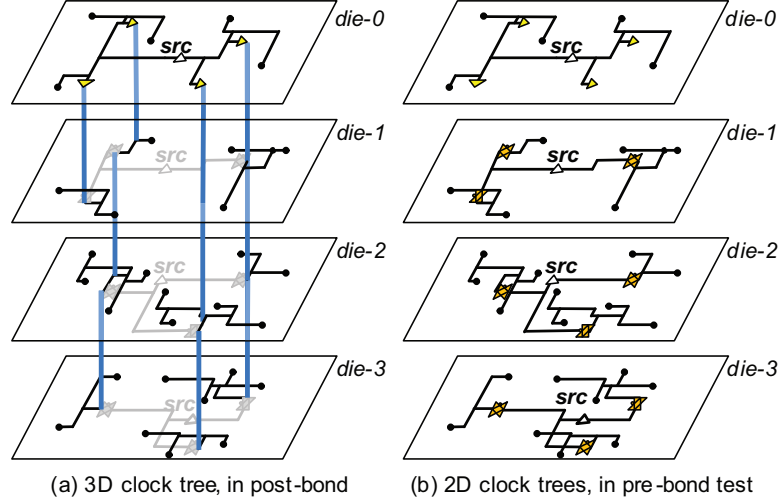 die-0
src
die-1
src
die-2
src
die-3
src
(a) 3D clock tree, in post-bond
die-0
src
die-1
src
die-2
src
die-3
src
(b) 2D clock trees, in pre-bond test